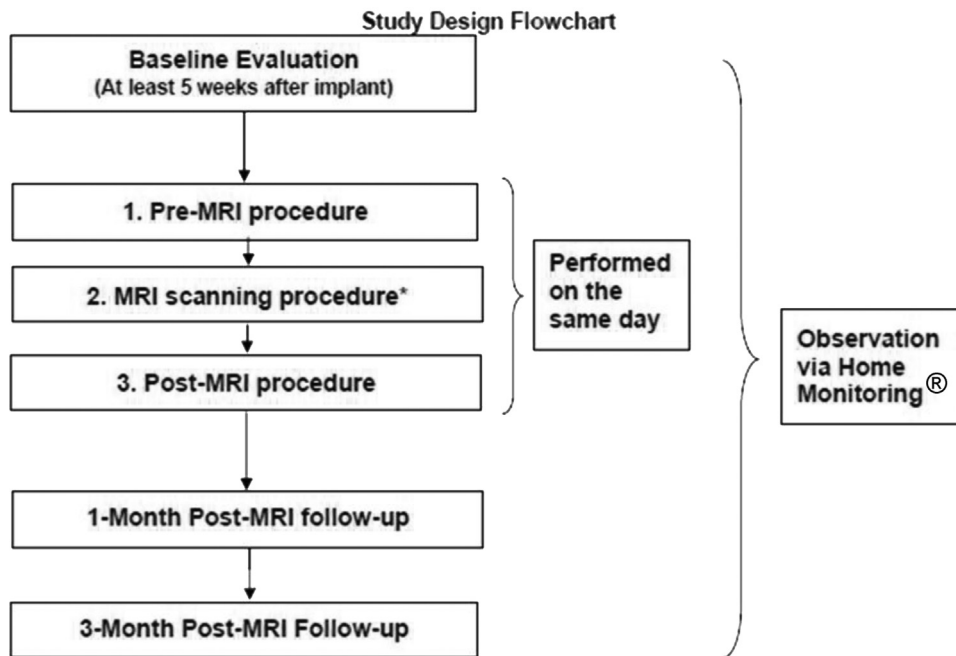 Study Design Flowchart
Baseline Evaluation
(At least 5 weeks after implant)
1. Pre-MRI procedure
2. MRI scanning procedure*
3. Post-MRI procedure
Performed
on the
same day
Observation
via Home
Monitoring®
1-Month Post-MRI follow-up
3-Month Post-MRI Follow-up